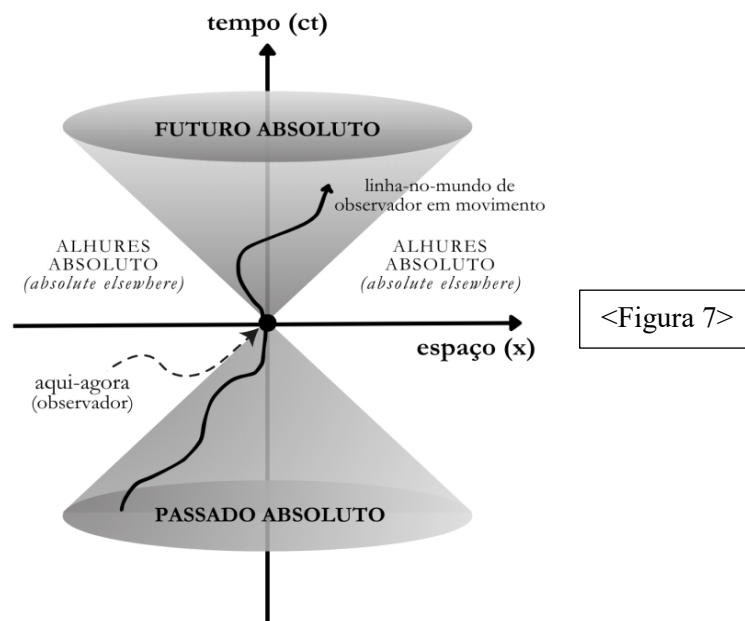 tempo (ct)
FUTURO ABSOLUTO
linha-no-mundo de
observador em movimento
ALHURES
ABSOLUTO
(absolute elsewhere)
ALHURES
ABSOLUTO
(absolute elsewhere)
<Figura 7>
espaço (x)
aqui-agora
(observador)
PASSADO ABSOLUTO